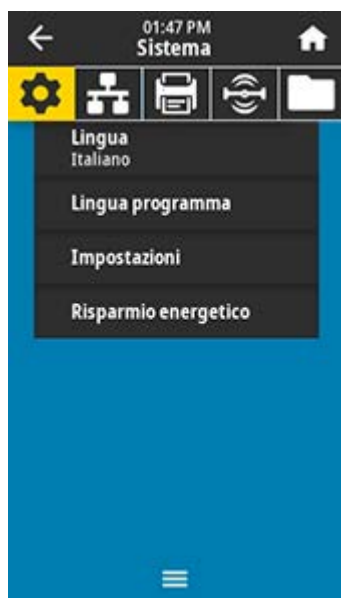 01:47 PM
Sistema
Lingua
Italiano
Lingua programma
Impostazioni
Risparmio energetico